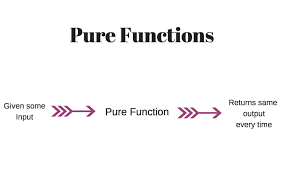 Pure Functions
Given some
Input
Pure Function
Returns same
output
every time